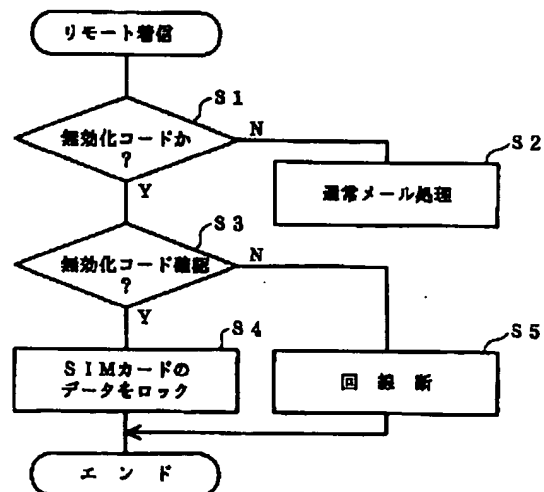 リモート着信
S1
無効化コードか
?
N
S2
通常メール処理
Y
S3
無効化コード確認
?
N
Y
S4
S5
SIMカードの
データをロック
回線断
エンド